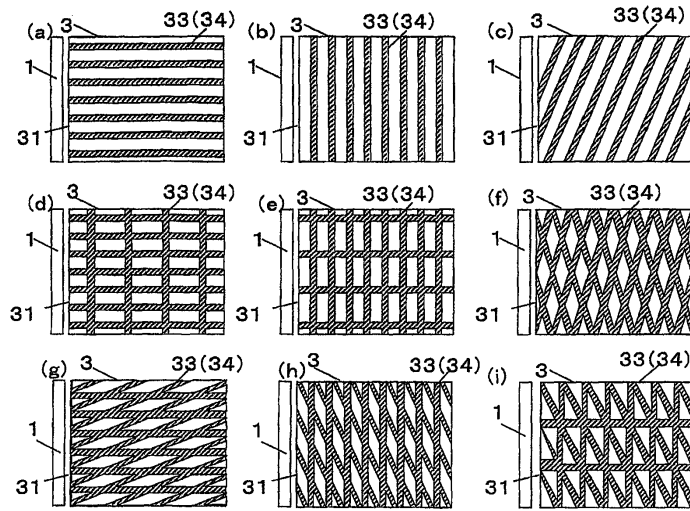 (a) 3 33(34)
1
31
(b) 3 33(34)
1
31
(c) 3 33(34)
1
31
(d) 3 33(34)
1
31
(e) 3 33(34)
1
31
(f) 3 33(34)
1
31
(g) 3 33(34)
1
31
(h) 3 33(34)
1
31
(i) 3 33(34)
1
31